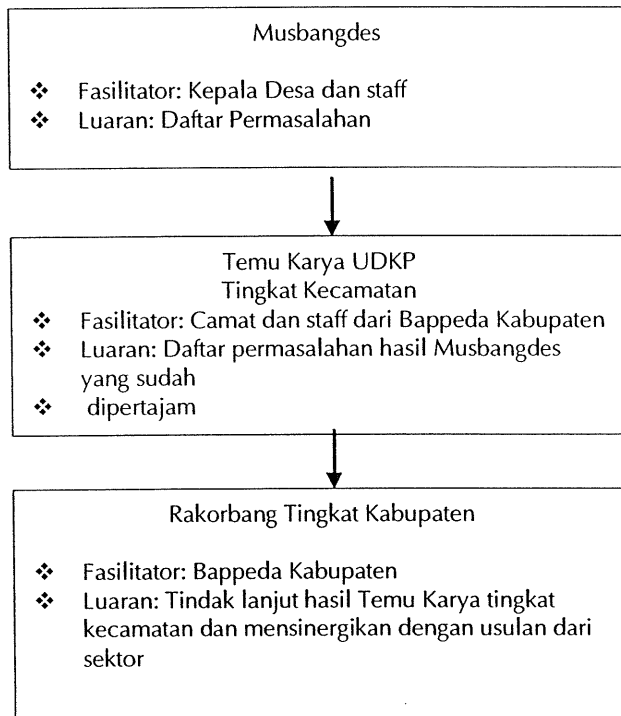 Musbangdes
❖ Fasilitator: Kepala Desa dan staff
❖ Luaran: Daftar Permasalahan
Temu Karya UDKP
Tingkat Kecamatan
❖ Fasilitator: Camat dan staff dari Bappeda Kabupaten
❖ Luaran: Daftar permasalahan hasil Musbangdes
yang sudah
❖ dipertajam
Rakorbang Tingkat Kabupaten
❖ Fasilitator: Bappeda Kabupaten
❖ Luaran: Tindak lanjut hasil Temu Karya tingkat
kecamatan dan mensinergikan dengan usulan dari
sektor